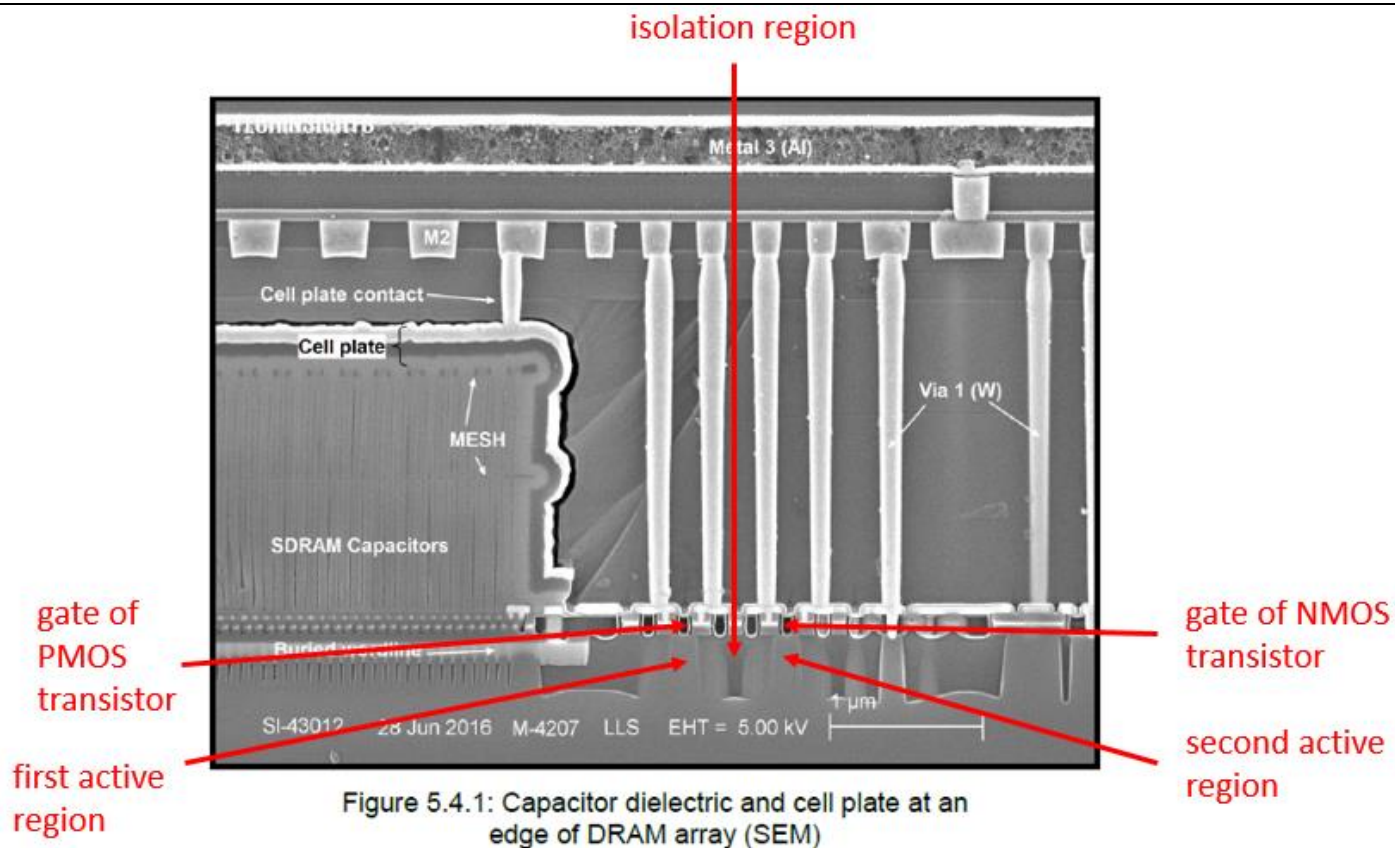 isolation region
TECHINSIGHTS
Metal 3 (Al)
M2
Cell plate contact
Cell plate
Via 1 (W)
MESH
SDRAM Capacitors
gate of
PMOS
transistor
gate of NMOS
transistor
Buried wordline
1 µm
SI-43012 28 Jun 2016 M-4207 LLS EHT = 5.00 kV
first active
region
second active
region
Figure 5.4.1: Capacitor dielectric and cell plate at an
edge of DRAM array (SEM)